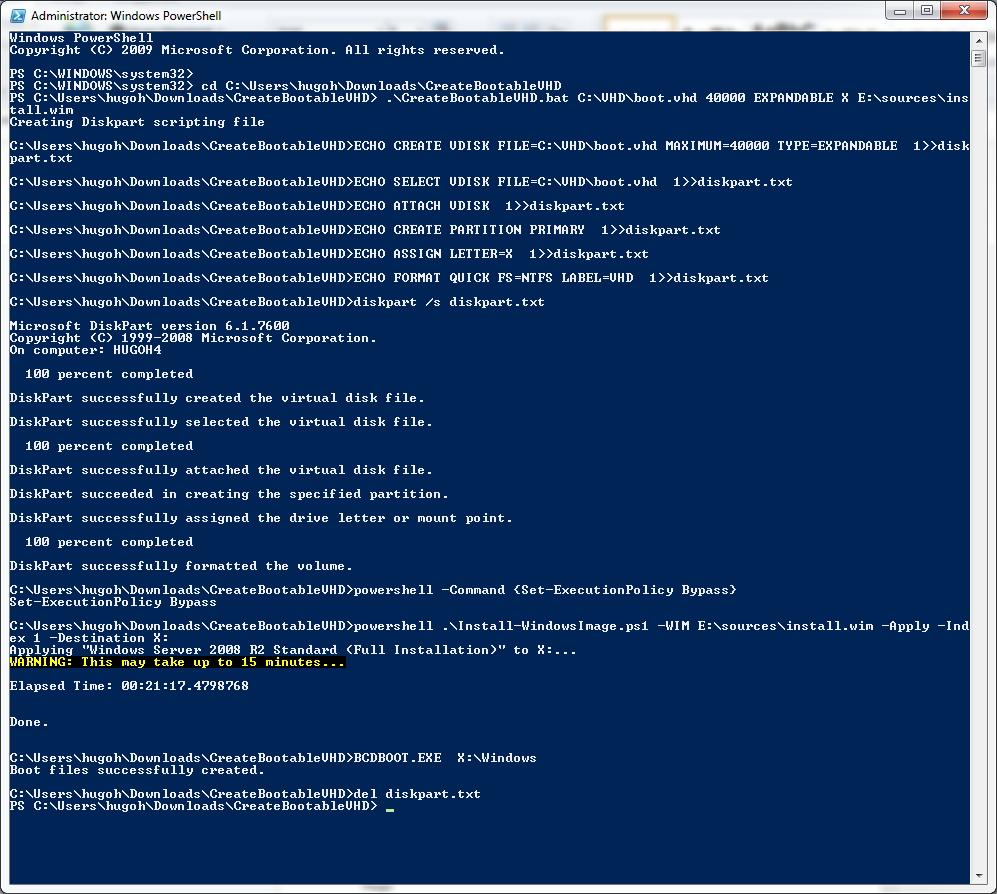 Administrator: Windows PowerShell
Windows PowerShell
Copyright (C) 2009 Microsoft Corporation. All rights reserved.
PS C:\WINDOWS\system32>
PS C:\WINDOWS\system32> cd C:\Users\hugoh\Downloads\CreateBootableVHD
PS C:\Users\hugoh\Downloads\CreateBootableVHD> .\CreateBootableVHD.bat C:\VHD\boot.vhd 40000 EXPANDABLE X E:\sources\ins
tall.wim
Creating Diskpart scripting file
C:\Users\hugoh\Downloads\CreateBootableVHD>ECHO CREATE VDISK FILE=C:\VHD\boot.vhd MAXIMUM=40000 TYPE=EXPANDABLE  1>>disk
part.txt
C:\Users\hugoh\Downloads\CreateBootableVHD>ECHO SELECT VDISK FILE=C:\VHD\boot.vhd  1>>diskpart.txt
C:\Users\hugoh\Downloads\CreateBootableVHD>ECHO ATTACH VDISK  1>>diskpart.txt
C:\Users\hugoh\Downloads\CreateBootableVHD>ECHO CREATE PARTITION PRIMARY  1>>diskpart.txt
C:\Users\hugoh\Downloads\CreateBootableVHD>ECHO ASSIGN LETTER=X  1>>diskpart.txt
C:\Users\hugoh\Downloads\CreateBootableVHD>ECHO FORMAT QUICK FS=NTFS LABEL=VHD  1>>diskpart.txt
C:\Users\hugoh\Downloads\CreateBootableVHD>diskpart /s diskpart.txt
Microsoft DiskPart version 6.1.7600
Copyright (C) 1999-2008 Microsoft Corporation.
On computer: HUGOH4
100 percent completed
DiskPart successfully created the virtual disk file.
DiskPart successfully selected the virtual disk file.
100 percent completed
DiskPart successfully attached the virtual disk file.
DiskPart succeeded in creating the specified partition.
DiskPart successfully assigned the drive letter or mount point.
100 percent completed
DiskPart successfully formatted the volume.
C:\Users\hugoh\Downloads\CreateBootableVHD>powershell -Command {Set-ExecutionPolicy Bypass}
Set-ExecutionPolicy Bypass
C:\Users\hugoh\Downloads\CreateBootableVHD>powershell .\Install-WindowsImage.ps1 -WIM E:\sources\install.wim -Apply -Ind
ex 1 -Destination X:
Applying "Windows Server 2008 R2 Standard (Full Installation)" to X:...
WARNING: This may take up to 15 minutes...
Elapsed Time: 00:21:17.4798768
Done.
C:\Users\hugoh\Downloads\CreateBootableVHD>BCDBOOT.EXE  X:\Windows
Boot files successfully created.
C:\Users\hugoh\Downloads\CreateBootableVHD>del diskpart.txt
PS C:\Users\hugoh\Downloads\CreateBootableVHD> _